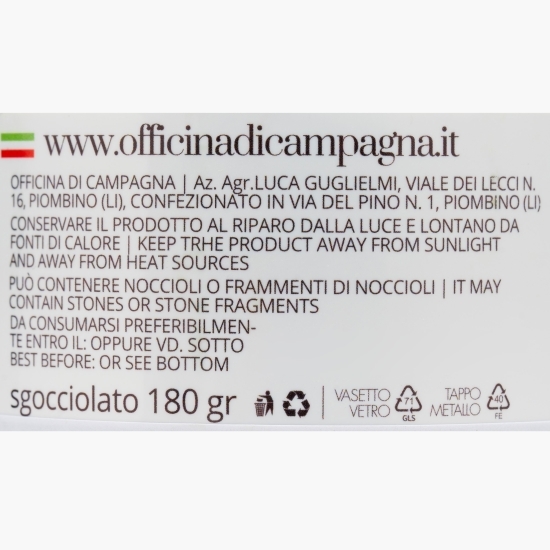 www.officinadicampagna.it
OFFICINA DI CAMPAGNA | Az. Agr.LUCA GUGLIELMI, VIALE DEI LECCI N.
16, PIOMBINO (LI), CONFEZIONATO IN VIA DEL PINO N. 1, PIOMBINO (LI)
CONSERVARE IL PRODOTTO AL RIPARO DALLA LUCE E LONTANO DA
FONTI DI CALORE | KEEP TRHE PRODUCT AWAY FROM SUNLIGHT
AND AWAY FROM HEAT SOURCES
PUÒ CONTENERE NOCCIOLI O FRAMMENTI DI NOCCIOLI | IT MAY
CONTAIN STONES OR STONE FRAGMENTS
DA CONSUMARSI PREFERIBILMEN-
TE ENTRO IL: OPPURE VD. SOTTO
BEST BEFORE: OR SEE BOTTOM
sgocciolato 180 gr
VASETTO
VETRO
71
GLS
TAPPO
METALLO
40
FE